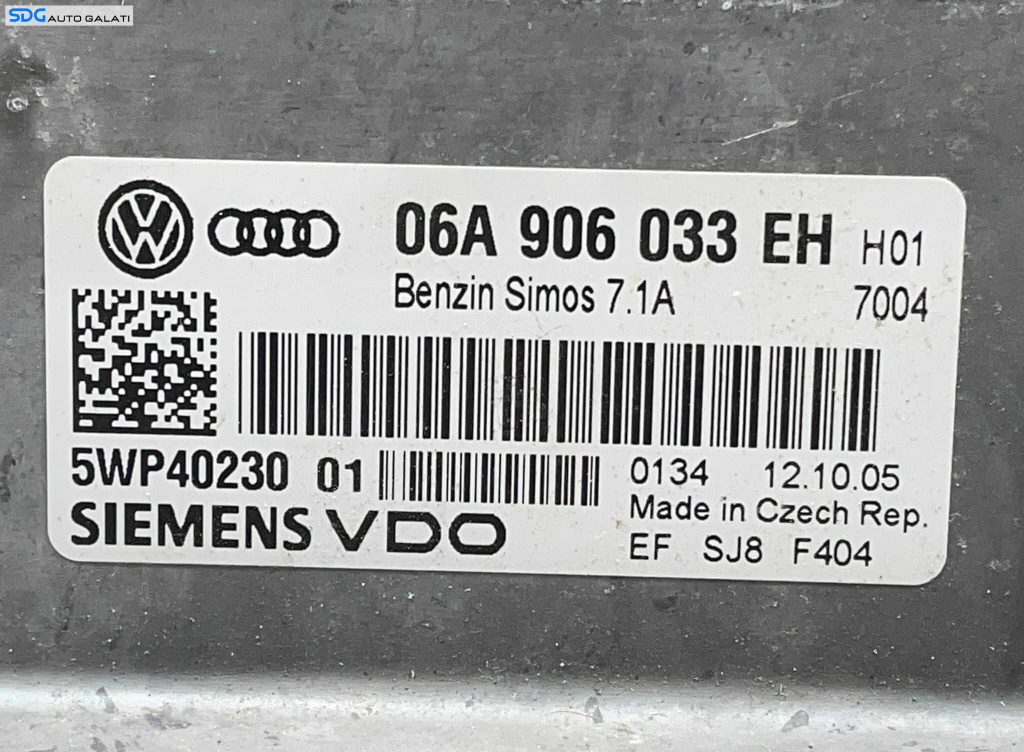 SDG AUTO GALATI
06A 906 033 EH H01
Benzin Simos 7.1A 7004
5WP40230 01 0134 12.10.05
Made in Czech Rep.
SIEMENS VDO EF SJ8 F404